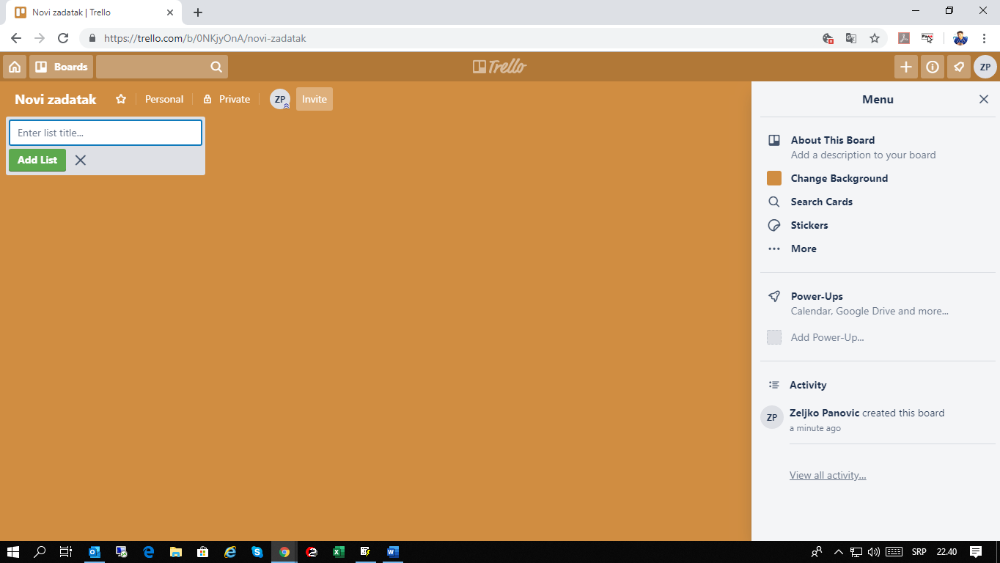 Novi zadatak | Trello
https://trello.com/b/0NKjyOnA/novi-zadatak
Boards
Trello
ZP
Novi zadatak
Personal
Private
ZP
Invite
Enter list title...
Add List
Menu
About This Board
Add a description to your board
Change Background
Search Cards
Stickers
More
Power-Ups
Calendar, Google Drive and more...
Add Power-Up...
Activity
ZP
Zeljko Panovic created this board
a minute ago
View all activity...
SRP
22.40